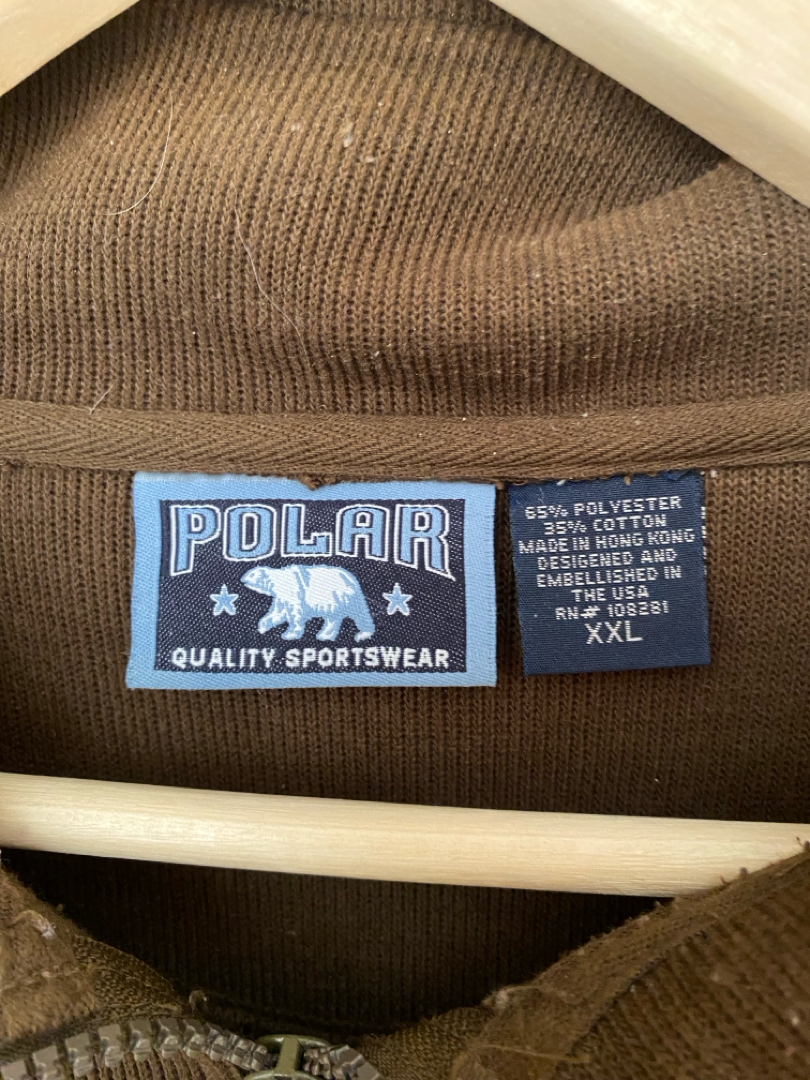 POLAR
QUALITY SPORTSWEAR
65% POLYESTER
35% COTTON
MADE IN HONG KONG
DESIGENED AND
EMBELLISHED IN
THE USA
RN# 108281
XXL